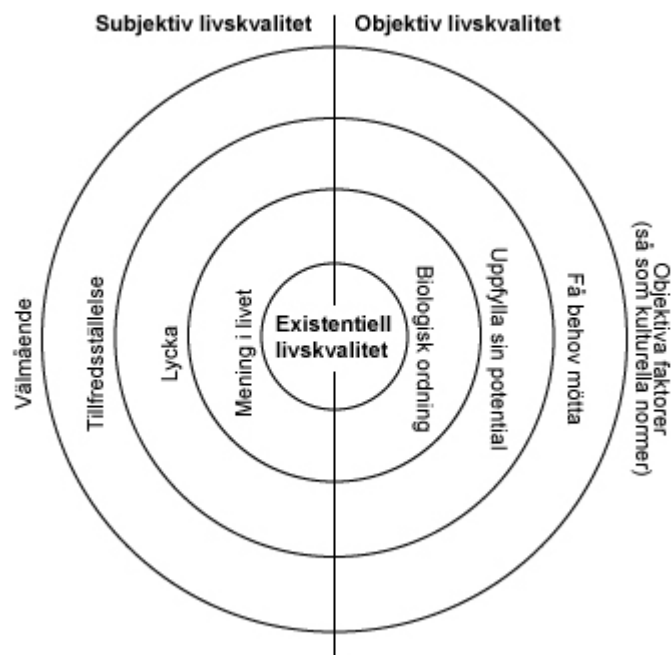 Subjektiv livskvalitet
Objektiv livskvalitet
Välmående
Tillfredsställelse
Lycka
Mening i livet
Existentiell
livskvalitet
Biologisk ordning
Uppfylla sin potential
Få behov mötta
Objektiva faktorer
(så som kulturella normer)